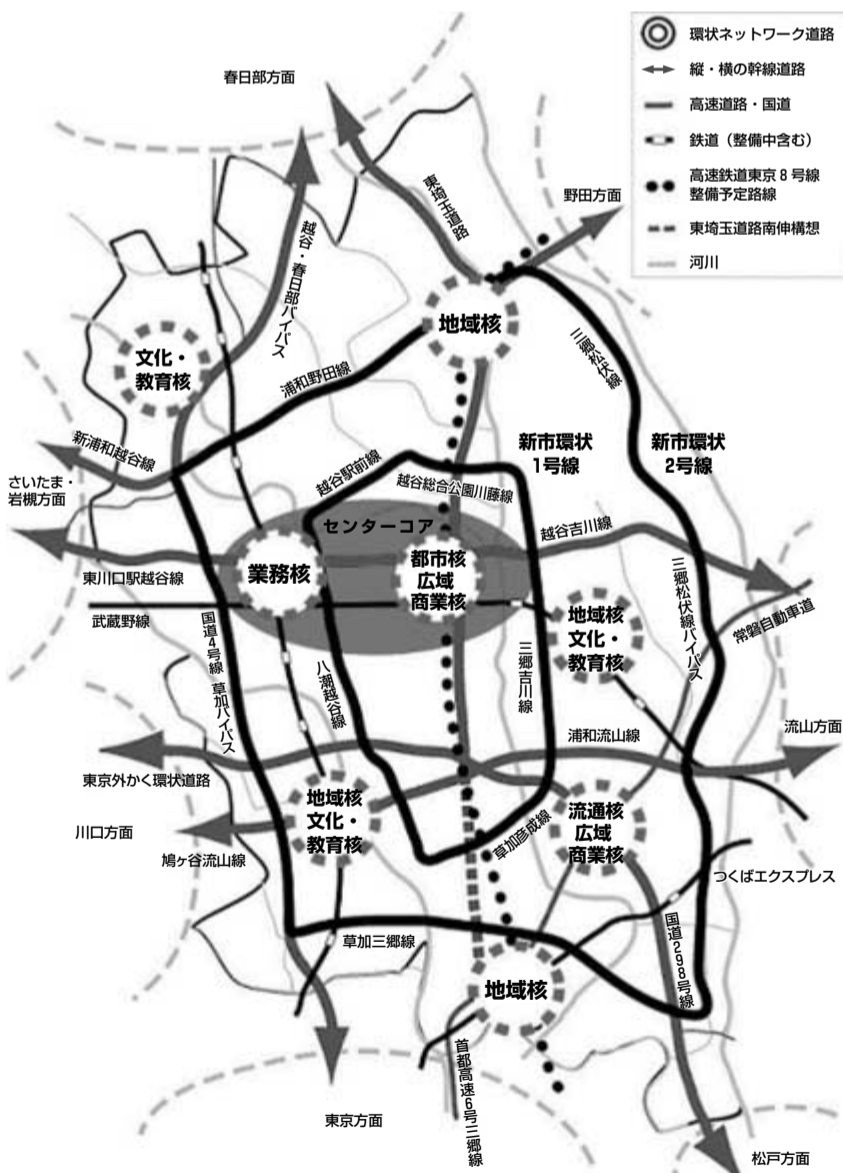 環状ネットワーク道路
縦・横の幹線道路
高速道路・国道
鉄道（整備中含む）
高速鉄道東京8号線
整備予定路線
東埼玉道路南伸構想
河川
春日部方面
東埼玉道路
野田方面
越谷・春日部バイパス
地域核
文化・
教育核
三郷松伏線
浦和野田線
新浦和越谷線
さいたま・
岩槻方面
越谷駅前線
新市環状
1号線
新市環状
2号線
越谷総合公園川藤線
センターコア
越谷吉川線
業務核
都市核
広域
商業核
東川口駅越谷線
武蔵野線
地域核
文化・
教育核
三郷松伏線バイパス
常磐自動車道
国道4号線 草加バイパス
八潮越谷線
三郷吉川線
浦和流山線
流山方面
東京外かく環状道路
川口方面
地域核
文化・
教育核
流通核
広域
商業核
草加彦成線
鳩ヶ谷流山線
つくばエクスプレス
草加三郷線
国道298号線
地域核
首都高速6号三郷線
東京方面
松戸方面